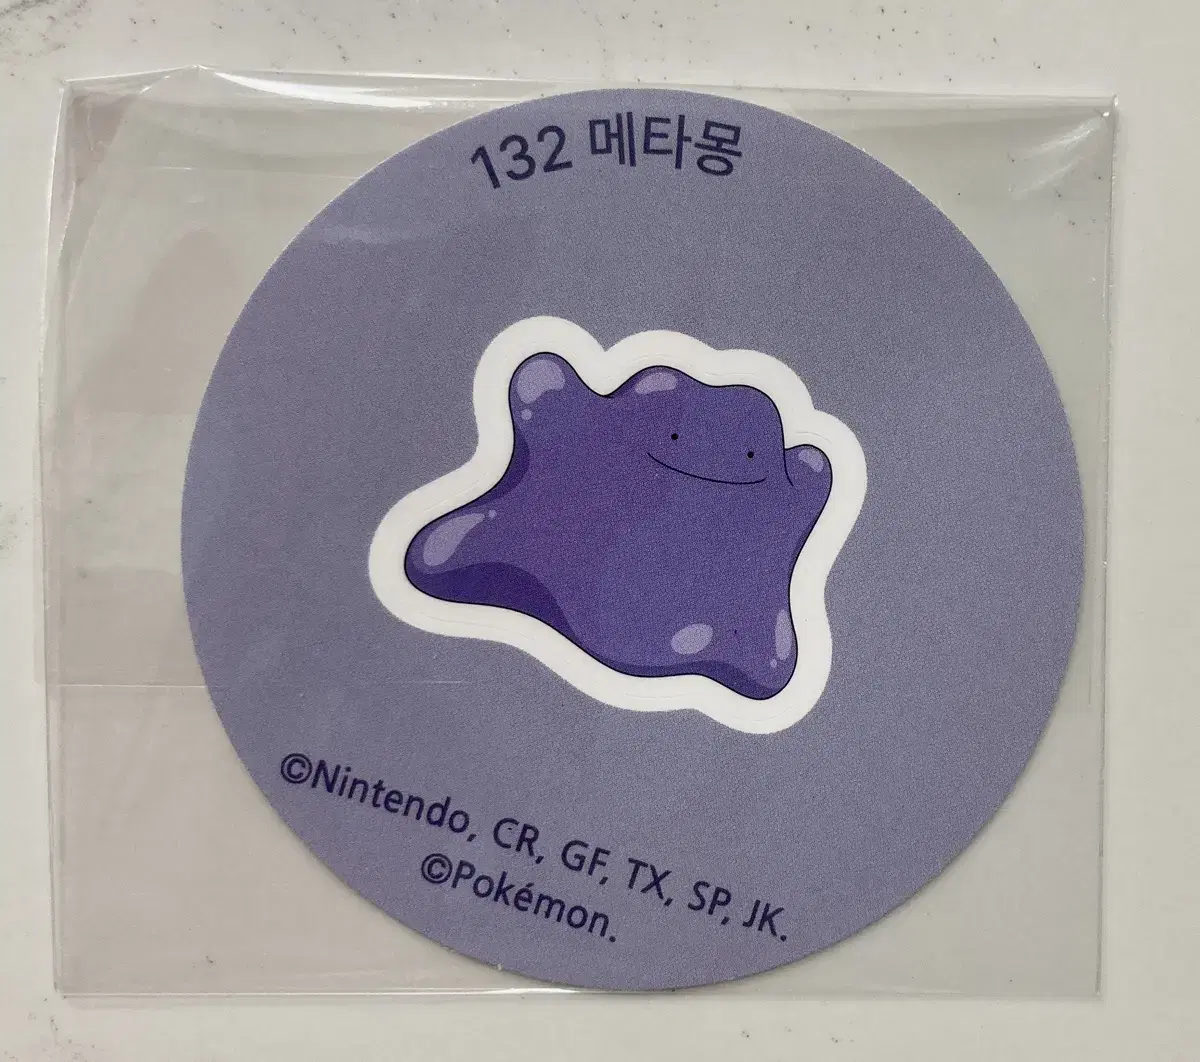 132 메타몽
©Nintendo, CR, GF, TX, SP, JK.
©Pokémon.